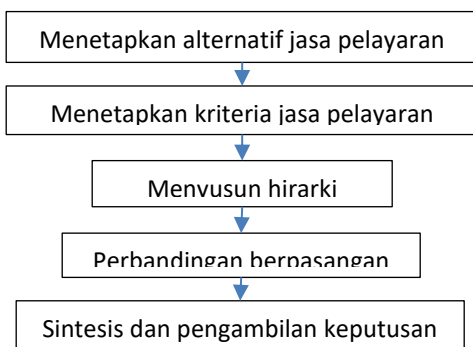 Menetapkan alternatif jasa pelayaran
Menetapkan kriteria jasa pelayaran
Menyusun hirarki
Perbandingan berpasangan
Sintesis dan pengambilan keputusan